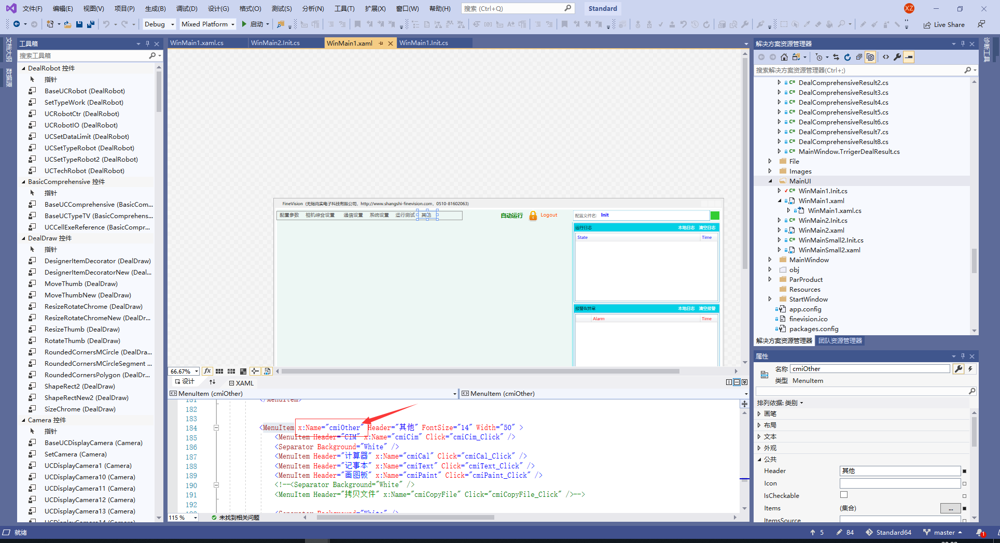 文件(F) 编辑(E) 视图(V) 项目(P) 生成(B) 调试(D) 设计(G) 格式(O) 测试(S) 分析(N) 工具(T) 扩展(X) 窗口(W) 帮助(H) 搜索 (Ctrl+Q) Standard XZ
Debug Mixed Platform 启动 Live Share
文档大纲
数据源
工具箱
搜索工具箱
DealRobot 控件
指针
BaseUCRobot (DealRobot)
SetTypeWork (DealRobot)
UCRobotCtr (DealRobot)
UCRobotIO (DealRobot)
UCSetDataLimit (DealRobot)
UCSetTypeRobot (DealRobot)
UCSetTypeRobot2 (DealRobot)
UCTechRobot (DealRobot)
BasicComprehensive 控件
指针
BaseUCComprehensive (BasicCom...
BaseUCTypeTV (BasicComprehens...
UCCellExeReference (BasicCompr...
DealDraw 控件
指针
DesignerItemDecorator (DealDraw)
DesignerItemDecoratorNew (Deal...
MoveThumb (DealDraw)
MoveThumbNew (DealDraw)
ResizeRotateChrome (DealDraw)
ResizeRotateChromeNew (DealDr...
ResizeThumb (DealDraw)
RotateThumb (DealDraw)
RoundedCornersMCircle (DealDra...
RoundedCornersMCircleSegment ...
RoundedCornersPolygon (DealDr...
ShapeRect2 (DealDraw)
ShapeRectNew2 (DealDraw)
SizeChrome (DealDraw)
Camera 控件
指针
BaseUCDisplayCamera (Camera)
SetCamera (Camera)
UCDisplayCamera1 (Camera)
UCDisplayCamera10 (Camera)
UCDisplayCamera11 (Camera)
UCDisplayCamera12 (Camera)
UCDisplayCamera13 (Camera)
UCDisplayCamera14 (Camera)
WinMain1.xaml.cs WinMain2.Init.cs WinMain1.xaml WinMain1.Init.cs
FineVision (无锡尚实电子科技有限公司, http://www.shangshi-finevision.com, 0510-81602063)
配置参数 相机综合设置 通信设置 系统设置 运行测试 其他 自动运行 Logout 配置文件名: Init
运行日志 本地日志 清空日志
State Time
报警&异常 本地日志 清空报警
Alarm Time
66.67%
设计 XAML
MenuItem (cmiOther) MenuItem (cmiOther)
181 </MenuItem>
182
183
184 <MenuItem x:Name="cmiOther" Header="其他" FontSize="14" Width="50" >
185 <MenuItem Header="CIM" x:Name="cmiCim" Click="cmiCim_Click" />
186 <Separator Background="White" />
187 <MenuItem Header="计算器" x:Name="cmiCal" Click="cmiCal_Click" />
188 <MenuItem Header="记事本" x:Name="cmiText" Click="cmiText_Click" />
189 <MenuItem Header="画图板" x:Name="cmiPaint" Click="cmiPaint_Click" />
190 <!--<Separator Background="White" />
191 <MenuItem Header="拷贝文件" x:Name="cmiCopyFile" Click="cmiCopyFile_Click" />-->
192
193 <Separator Background="White" />
115 % 未找到相关问题
解决方案资源管理器
搜索解决方案资源管理器(Ctrl+;)
DealComprehensiveResult2.cs
DealComprehensiveResult3.cs
DealComprehensiveResult4.cs
DealComprehensiveResult5.cs
DealComprehensiveResult6.cs
DealComprehensiveResult7.cs
DealComprehensiveResult8.cs
MainWindow.TrrigerDealResult.cs
File
Images
MainUI
WinMain1.Init.cs
WinMain1.xaml
WinMain1.xaml.cs
WinMain2.Init.cs
WinMain2.xaml
WinMainSmall2.Init.cs
WinMainSmall2.xaml
MainWindow
obj
ParProduct
Resources
StartWindow
app.config
finevision.ico
packages.config
解决方案资源管理器 团队资源管理器
属性
名称 cmiOther
类型 MenuItem
排列依据: 类别
画笔
布局
文本
外观
公共
Header 其他
Icon
IsCheckable
Items (集合) ...
ItemsSource
诊断工具
就绪 5 84 Standard64 master 1